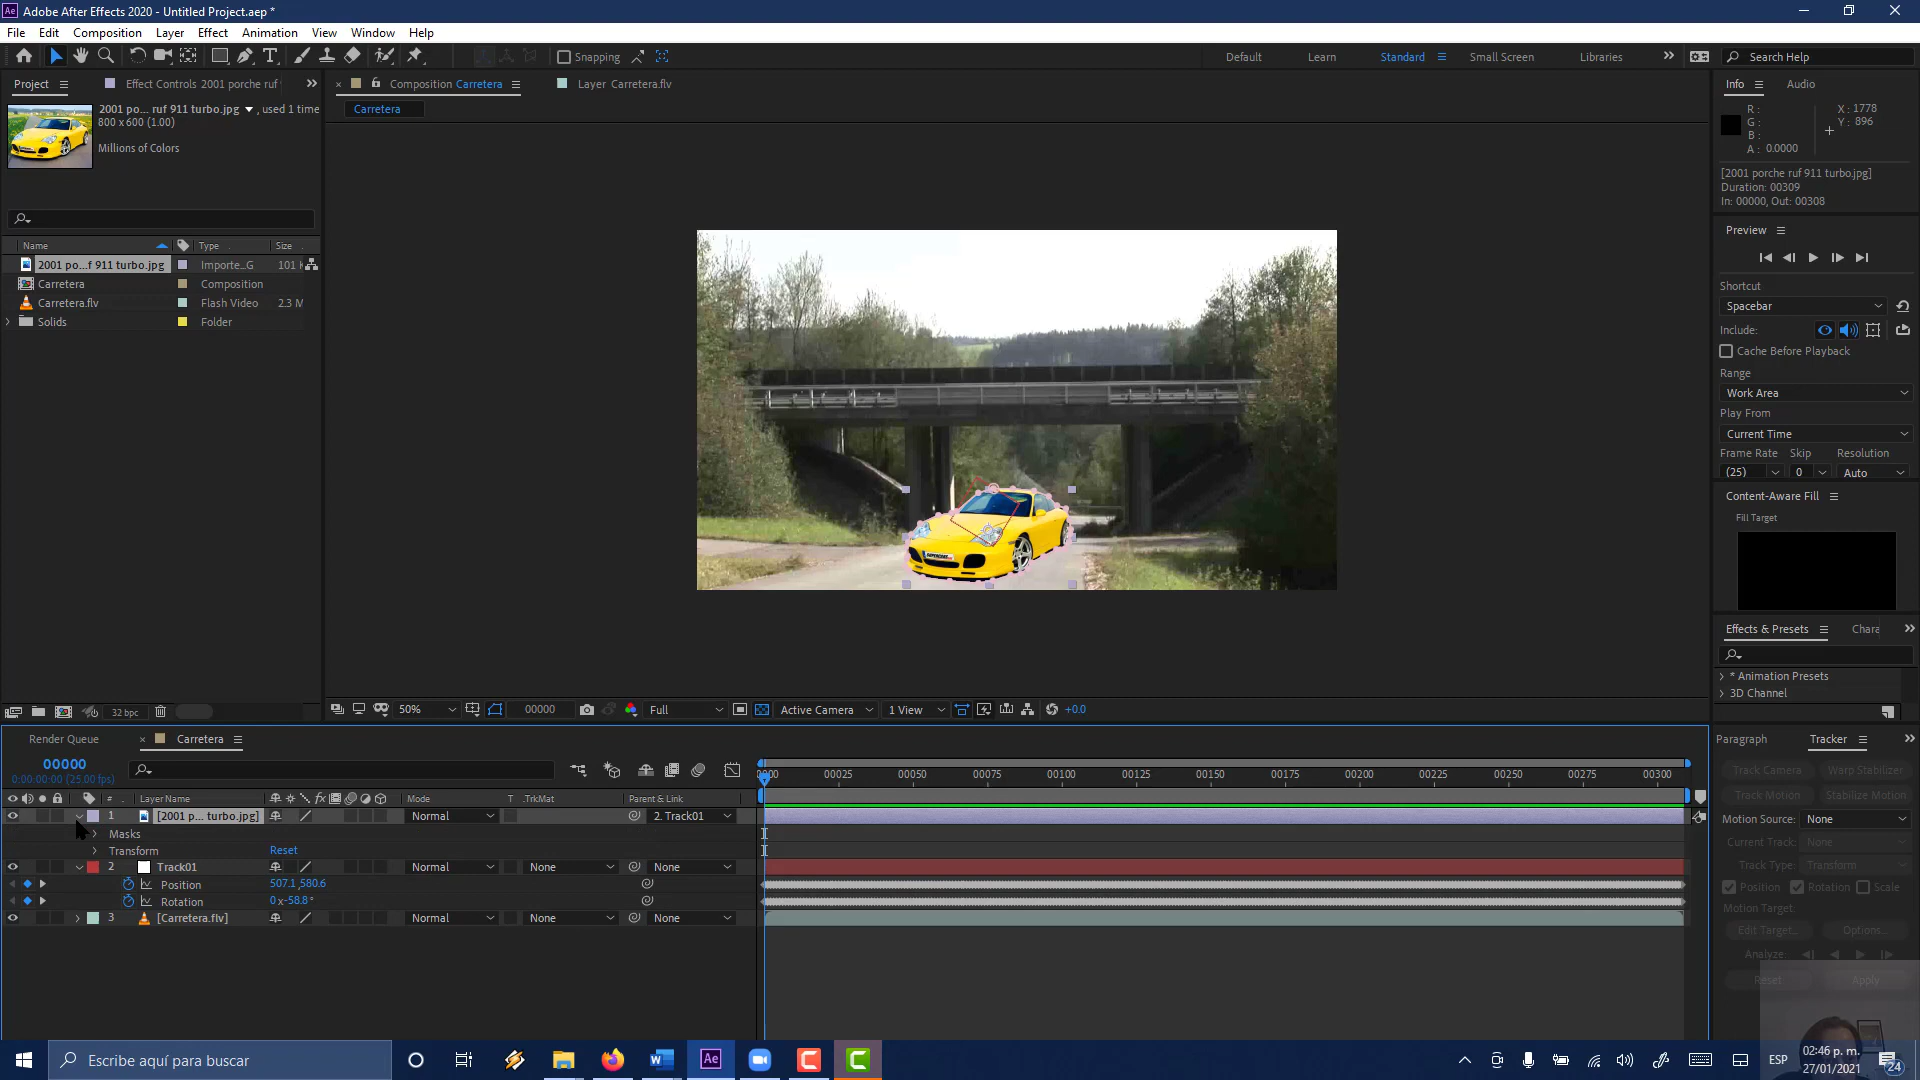 Adobe After Effects 2020 - Untitled Project.aep *
File Edit Composition Layer Effect Animation View Window Help
Snapping Default Learn Standard Small Screen Libraries Search Help
Project Effect Controls 2001 porche ruf Composition Carretera Layer Carretera.flv Info Audio
2001 po... ruf 911 turbo.jpg , used 1 time
800 x 600 (1.00)
Millions of Colors
Carretera
R :
G :
B :
A : 0.0000
X : 1778
Y : 896
[2001 porche ruf 911 turbo.jpg]
Duration: 00309
In: 00000, Out: 00308
Preview
Shortcut
Spacebar
Include:
Cache Before Playback
Range
Work Area
Play From
Current Time
Frame Rate Skip Resolution
(25) 0 Auto
Content-Aware Fill
Fill Target
Effects & Presets Chara
* Animation Presets
3D Channel
Name Type Size
2001 po...f 911 turbo.jpg Importe...G 101 K
Carretera Composition
Carretera.flv Flash Video 2.3 M
Solids Folder
32 bpc
50% 00000 Full Active Camera 1 View +0.0
Render Queue Carretera
00000
0:00:00:00 (25.00 fps)
# Layer Name Mode T .TrkMat Parent & Link
0000 00025 00050 00075 00100 00125 00150 00175 00200 00225 00250 00275 00300
1 [2001 p... turbo.jpg] Normal 2. Track01
Masks
Transform Reset
2 Track01 Normal None None
Position 507.1,580.6
Rotation 0x-58.8°
3 [Carretera.flv] Normal None None
Paragraph Tracker
Track Camera Warp Stabilizer
Track Motion Stabilize Motion
Motion Source: None
Current Track: None
Track Type: Transform
Position Rotation Scale
Motion Target:
Edit Target... Options...
Analyze:
Reset Apply
Escribe aquí para buscar
ESP
02:46 p. m.
27/01/2021
24